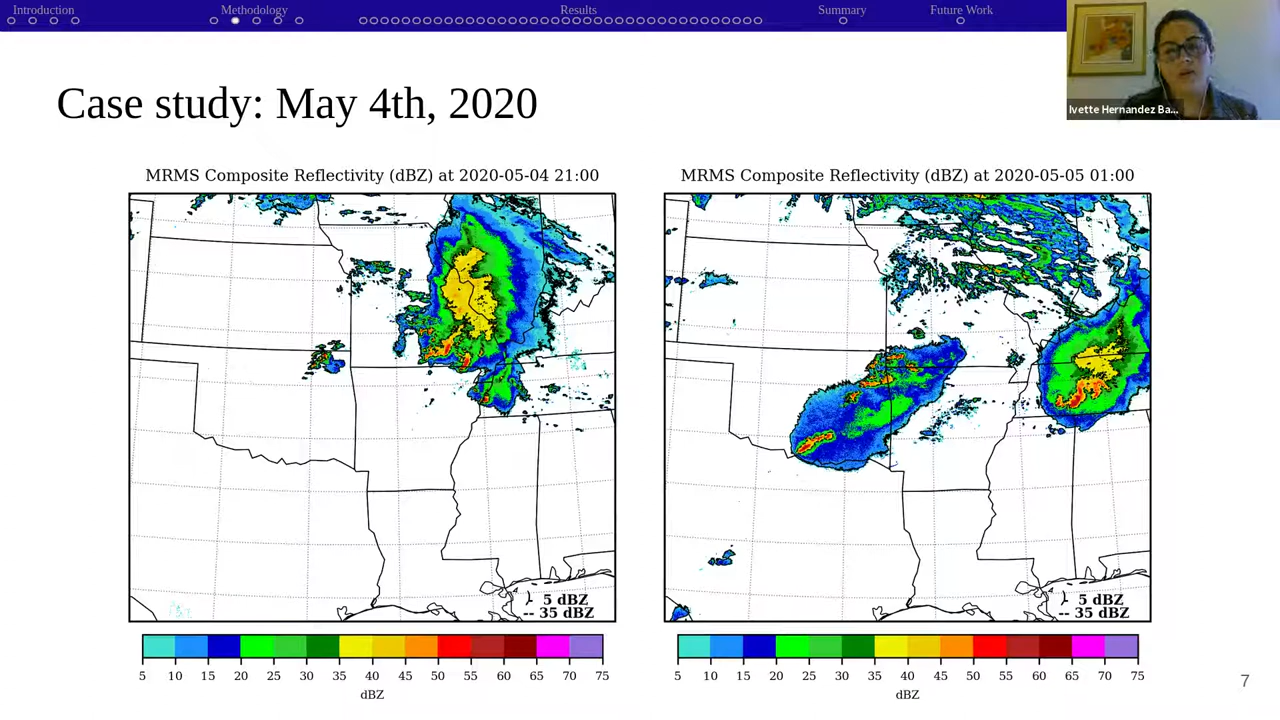 Introduction Methodology Results Summary Future Work
Ivette Hernandez Ba...
Case study: May 4th, 2020
MRMS Composite Reflectivity (dBZ) at 2020-05-04 21:00
MRMS Composite Reflectivity (dBZ) at 2020-05-05 01:00
5 dBZ
-- 35 dBZ
5 dBZ
-- 35 dBZ
5 10 15 20 25 30 35 40 45 50 55 60 65 70 75
dBZ
5 10 15 20 25 30 35 40 45 50 55 60 65 70 75
dBZ
7